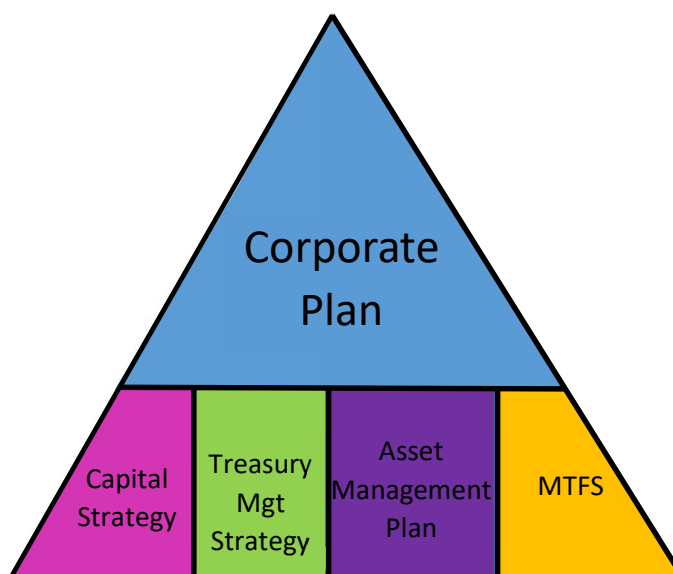 Corporate
Plan
Capital
Strategy
Treasury
Mgt
Strategy
Asset
Management
Plan
MTFS